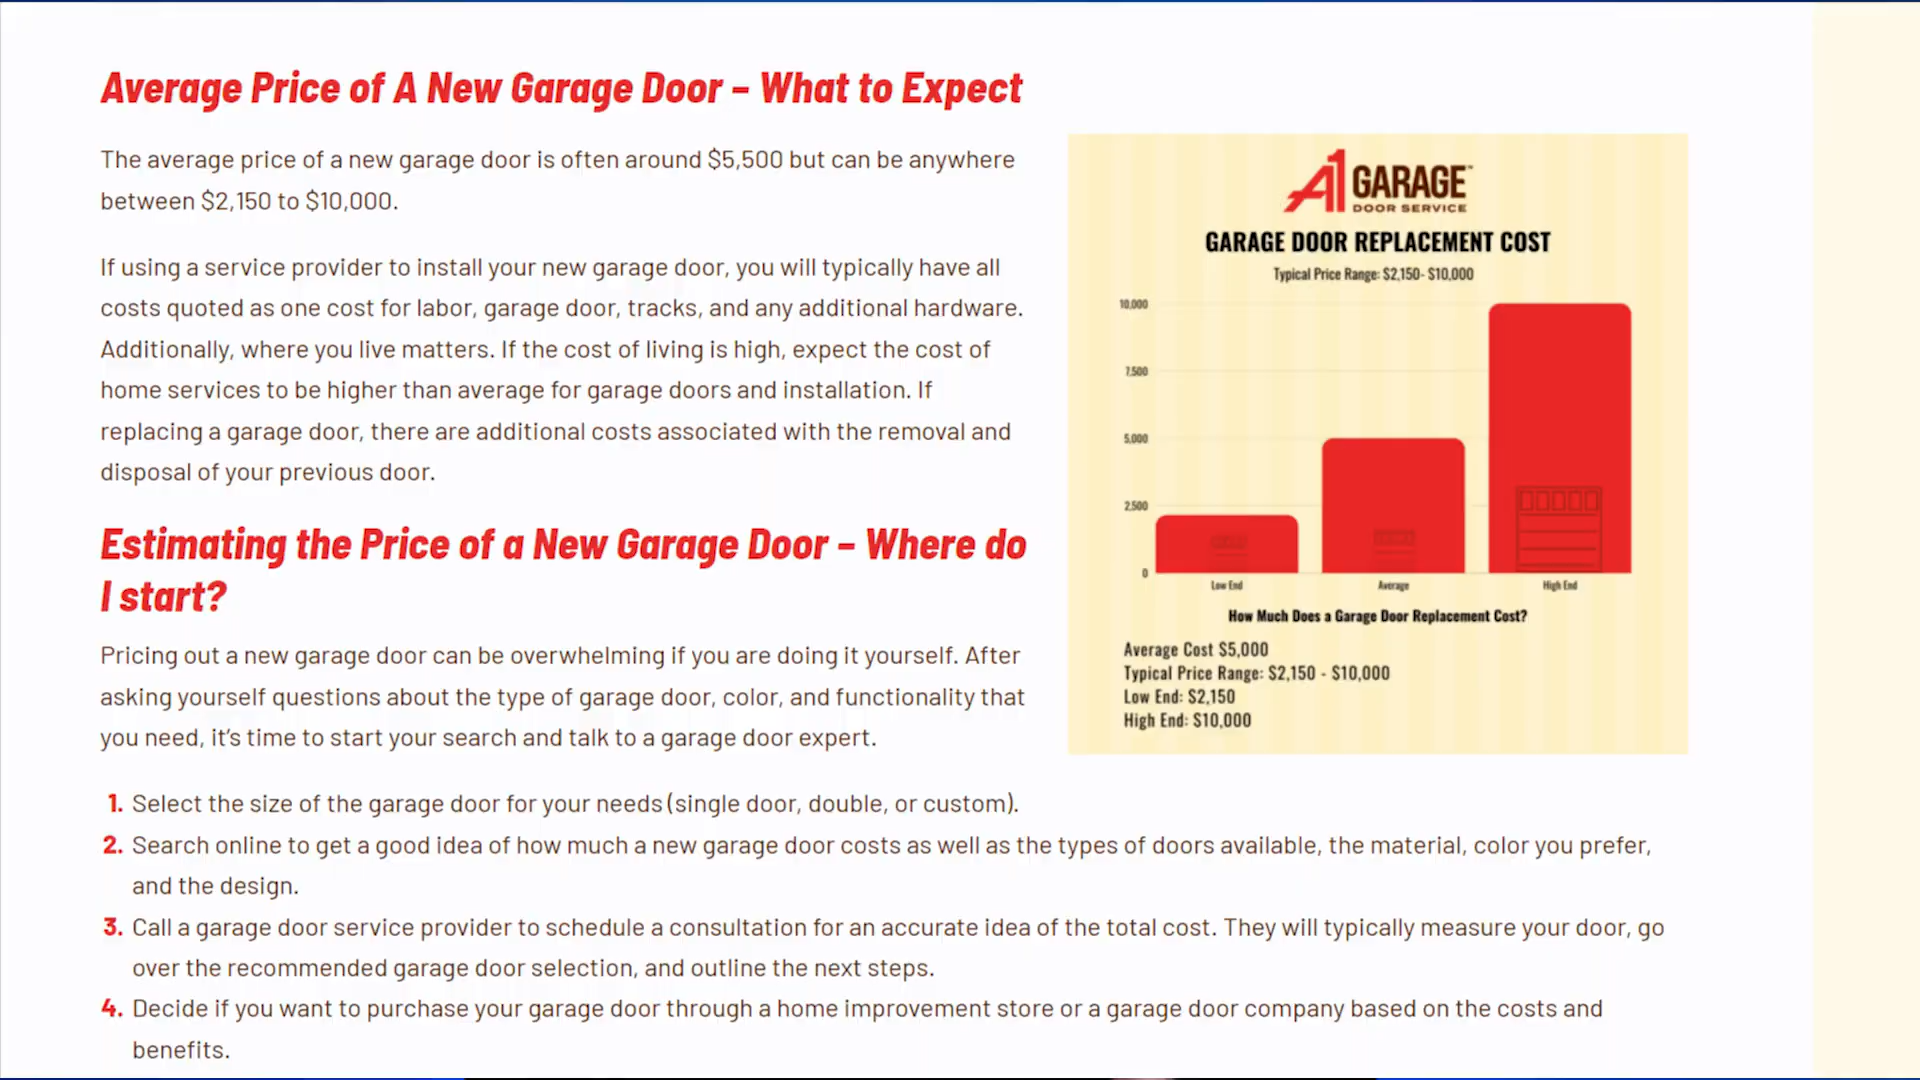 Average Price of A New Garage Door – What to Expect
The average price of a new garage door is often around $5,500 but can be anywhere
between $2,150 to $10,000.
If using a service provider to install your new garage door, you will typically have all
costs quoted as one cost for labor, garage door, tracks, and any additional hardware.
Additionally, where you live matters. If the cost of living is high, expect the cost of
home services to be higher than average for garage doors and installation. If
replacing a garage door, there are additional costs associated with the removal and
disposal of your previous door.
Estimating the Price of a New Garage Door – Where do
I start?
Pricing out a new garage door can be overwhelming if you are doing it yourself. After
asking yourself questions about the type of garage door, color, and functionality that
you need, it’s time to start your search and talk to a garage door expert.
1. Select the size of the garage door for your needs (single door, double, or custom).
2. Search online to get a good idea of how much a new garage door costs as well as the types of doors available, the material, color you prefer,
and the design.
3. Call a garage door service provider to schedule a consultation for an accurate idea of the total cost. They will typically measure your door, go
over the recommended garage door selection, and outline the next steps.
4. Decide if you want to purchase your garage door through a home improvement store or a garage door company based on the costs and
benefits.
A1 GARAGE™
DOOR SERVICE
GARAGE DOOR REPLACEMENT COST
Typical Price Range: $2,150- $10,000
10,000
7,500
5,000
2,500
0
Low End
Average
High End
How Much Does a Garage Door Replacement Cost?
Average Cost $5,000
Typical Price Range: $2,150 - $10,000
Low End: $2,150
High End: $10,000